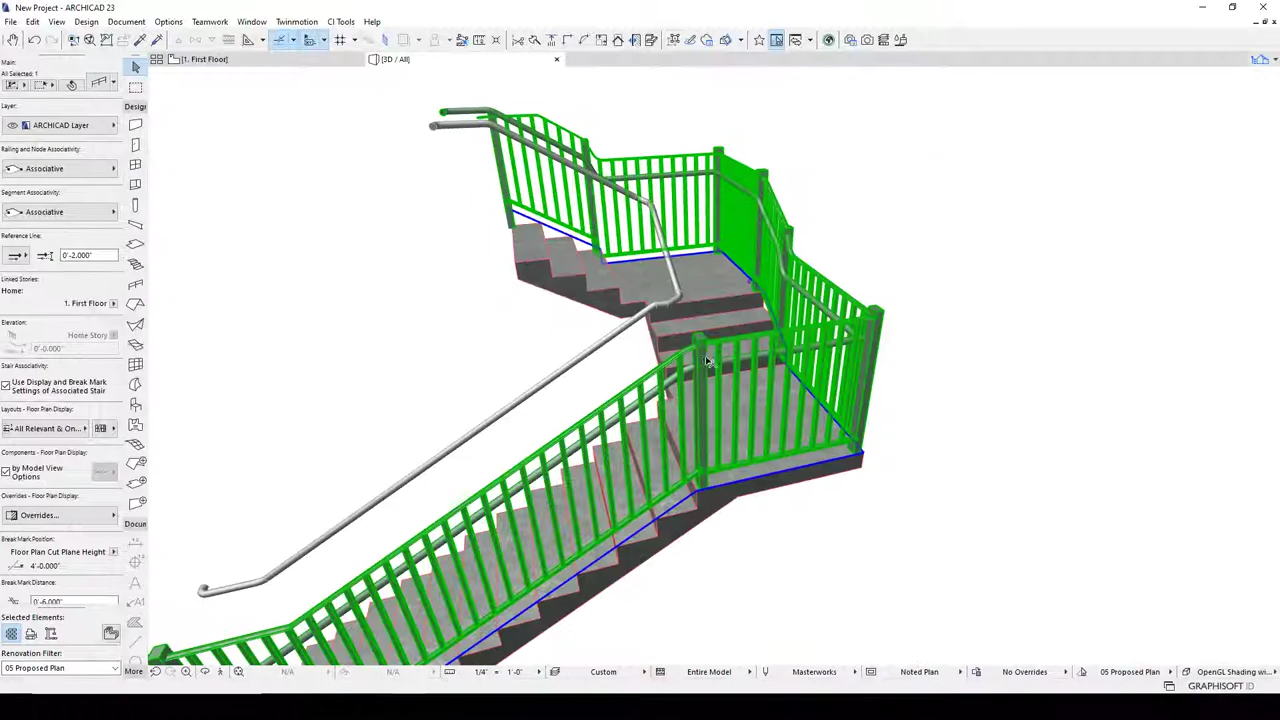 New Project - ARCHICAD 23
File Edit View Design Document Options Teamwork Window Twinmotion CI Tools Help
[1. First Floor]
[3D / All]
Main:
All Selected: 1
Design
Layer:
ARCHICAD Layer
Railing and Node Associativity:
Associative
Segment Associativity:
Associative
Reference Line:
0'-2.000"
Linked Stories:
Home:
1. First Floor
Elevation:
Home Story
0'-0.000"
Stair Associativity:
Use Display and Break Mark
Settings of Associated Stair
Layouts - Floor Plan Display:
All Relevant & On...
Components - Floor Plan Display:
by Model View
Options
Overrides - Floor Plan Display:
Overrides...
Docun
Break Mark Position:
Floor Plan Cut Plane Height
4'-0.000"
Break Mark Distance:
0'-6.000"
Selected Elements:
Renovation Filter:
05 Proposed Plan
More
N/A
N/A
1/4" = 1'-0"
Custom
Entire Model
Masterworks
Noted Plan
No Overrides
05 Proposed Plan
OpenGL Shading wi...
GRAPHISOFT ID